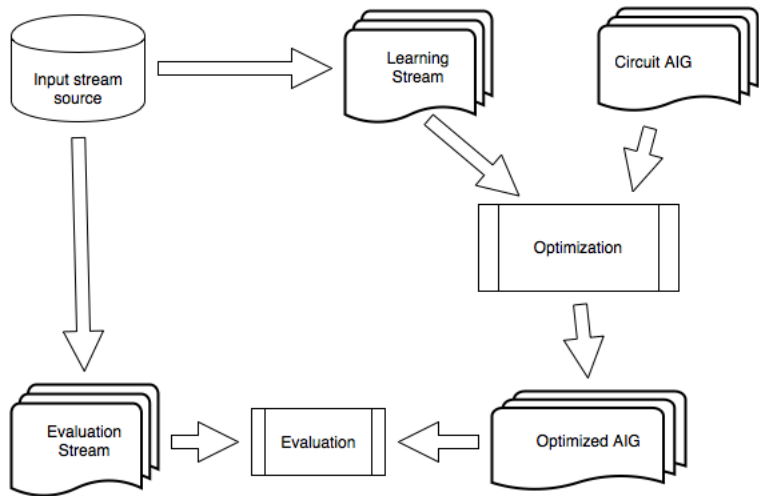 Input stream
source
Learning
Stream
Circuit AIG
Optimization
Evaluation
Stream
Evaluation
Optimized AIG